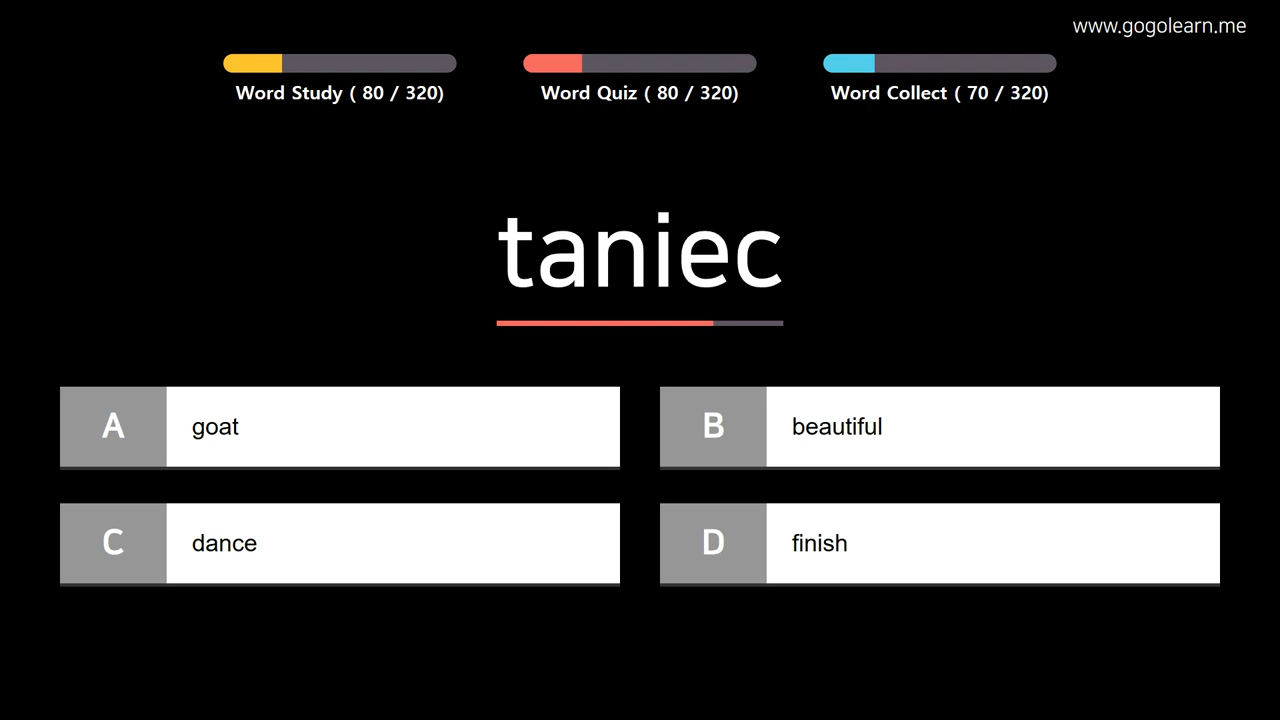 www.gogolearn.me
Word Study ( 80 / 320)
Word Quiz ( 80 / 320)
Word Collect ( 70 / 320)
taniec
A goat
B beautiful
C dance
D finish